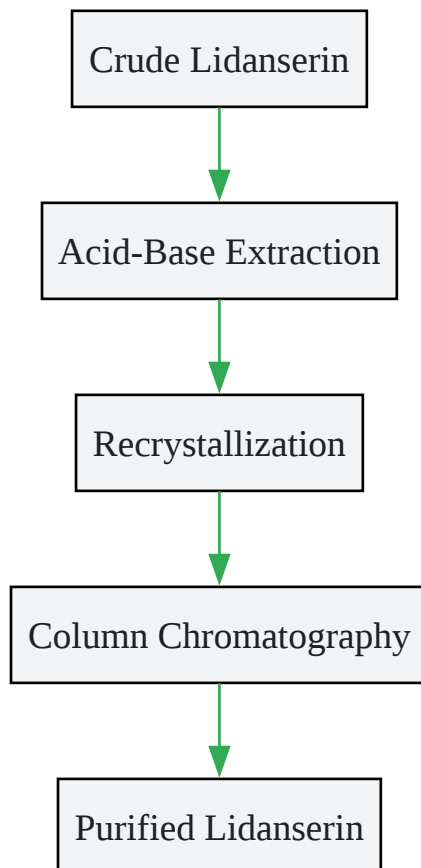 Crude Lidanserin
Acid-Base Extraction
Recrystallization
Column Chromatography
Purified Lidanserin